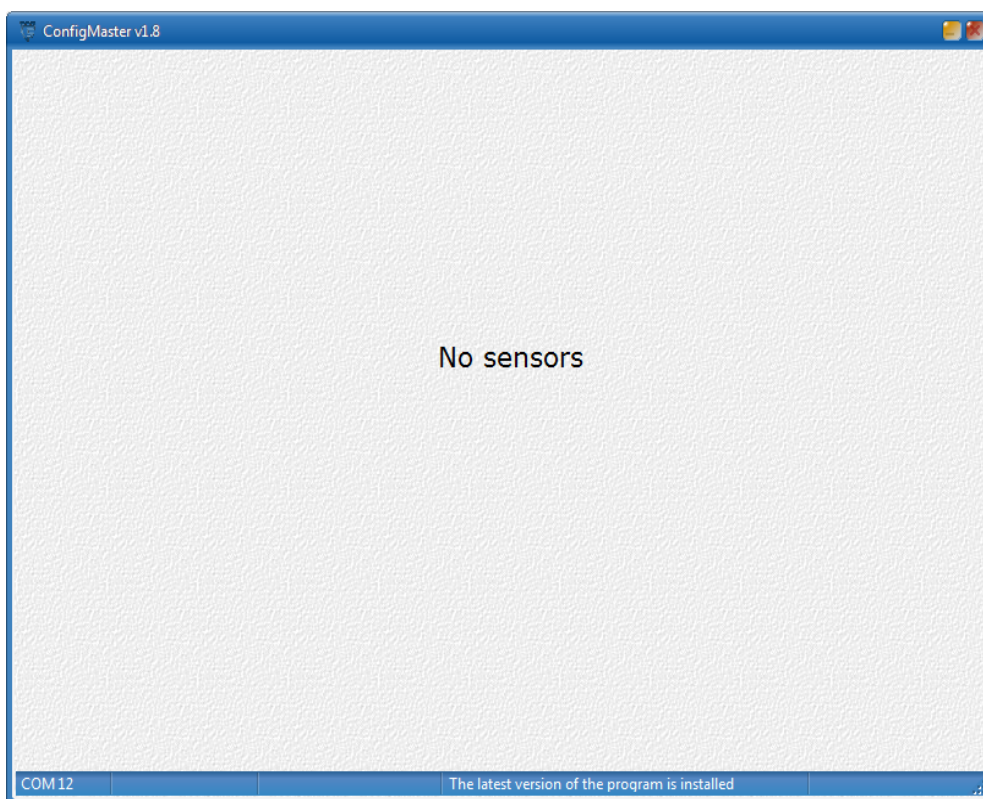 ConfigMaster v1.8
No sensors
COM 12
The latest version of the program is installed